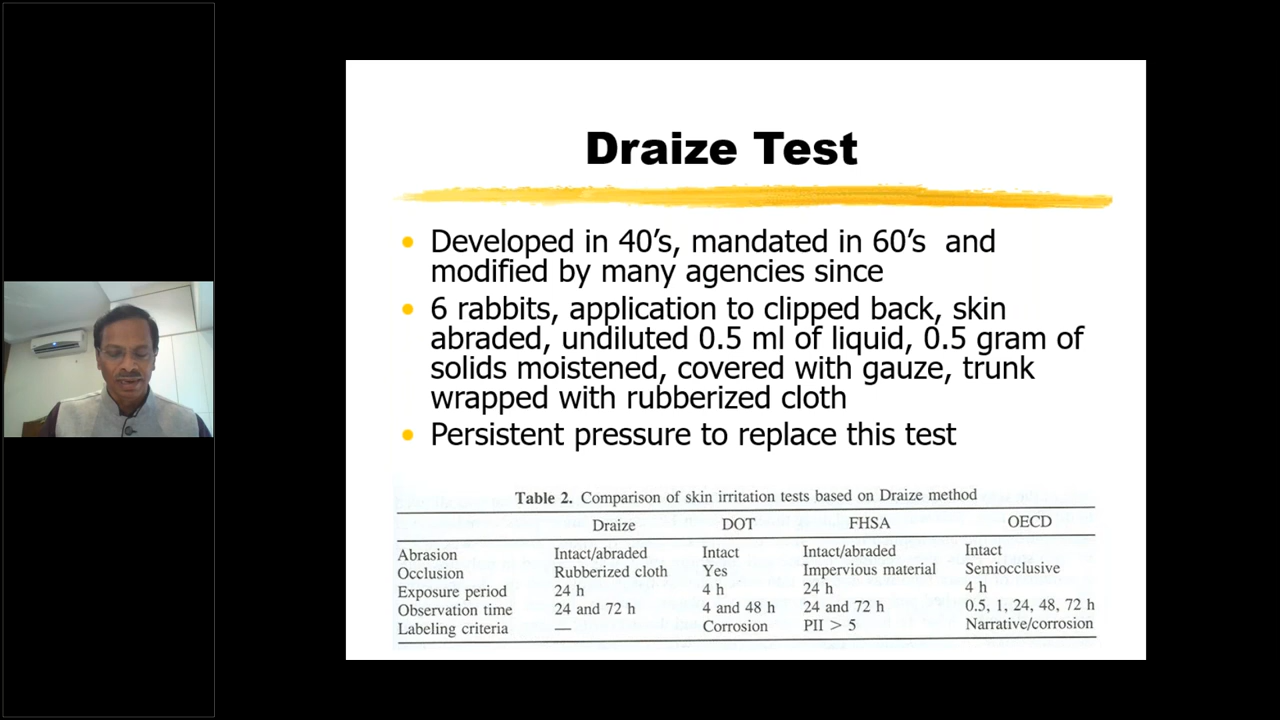 Draize Test
• Developed in 40's, mandated in 60's  and
modified by many agencies since
• 6 rabbits, application to clipped back, skin
abraded, undiluted 0.5 ml of liquid, 0.5 gram of
solids moistened, covered with gauze, trunk
wrapped with rubberized cloth
• Persistent pressure to replace this test
Table 2. Comparison of skin irritation tests based on Draize method
Draize DOT FHSA OECD
Abrasion Intact/abraded Intact Intact/abraded Intact
Occlusion Rubberized cloth Yes Impervious material Semiocclusive
Exposure period 24 h 4 h 24 h 4 h
Observation time 24 and 72 h 4 and 48 h 24 and 72 h 0.5, 1, 24, 48, 72 h
Labeling criteria — Corrosion PII > 5 Narrative/corrosion